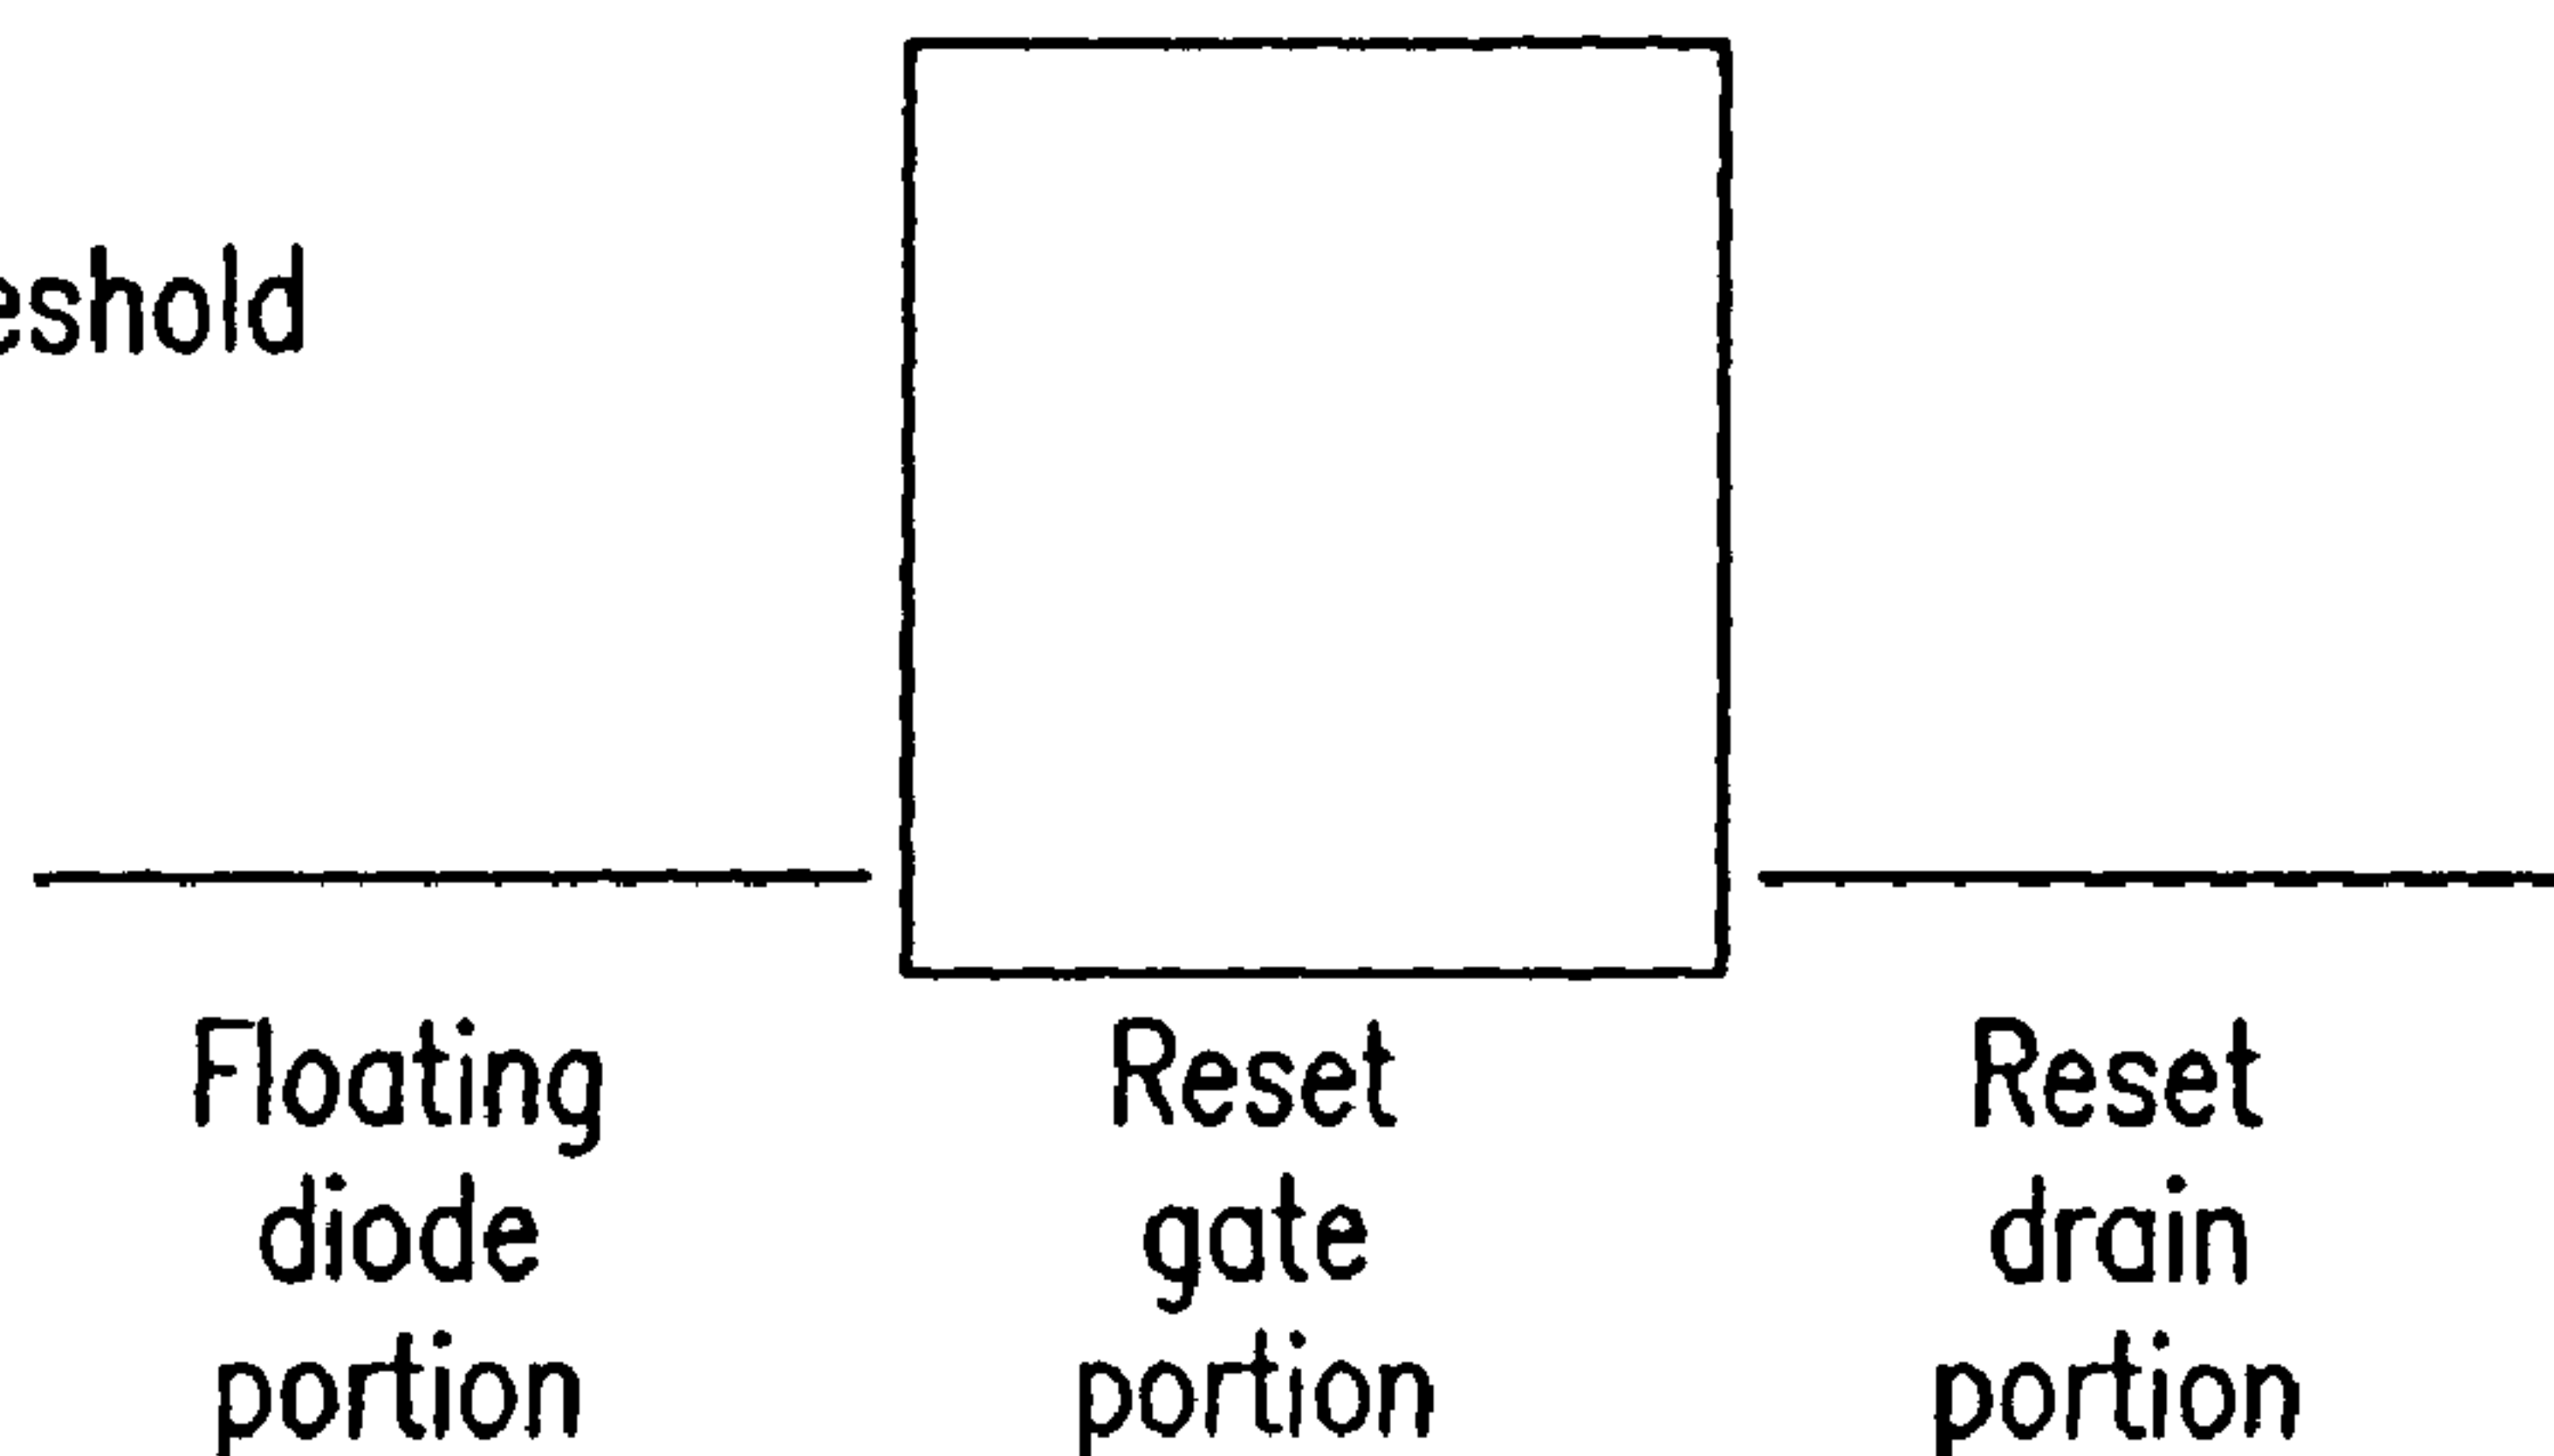 eshold
Floating Reset Reset
diode gate drain
portion portion portion